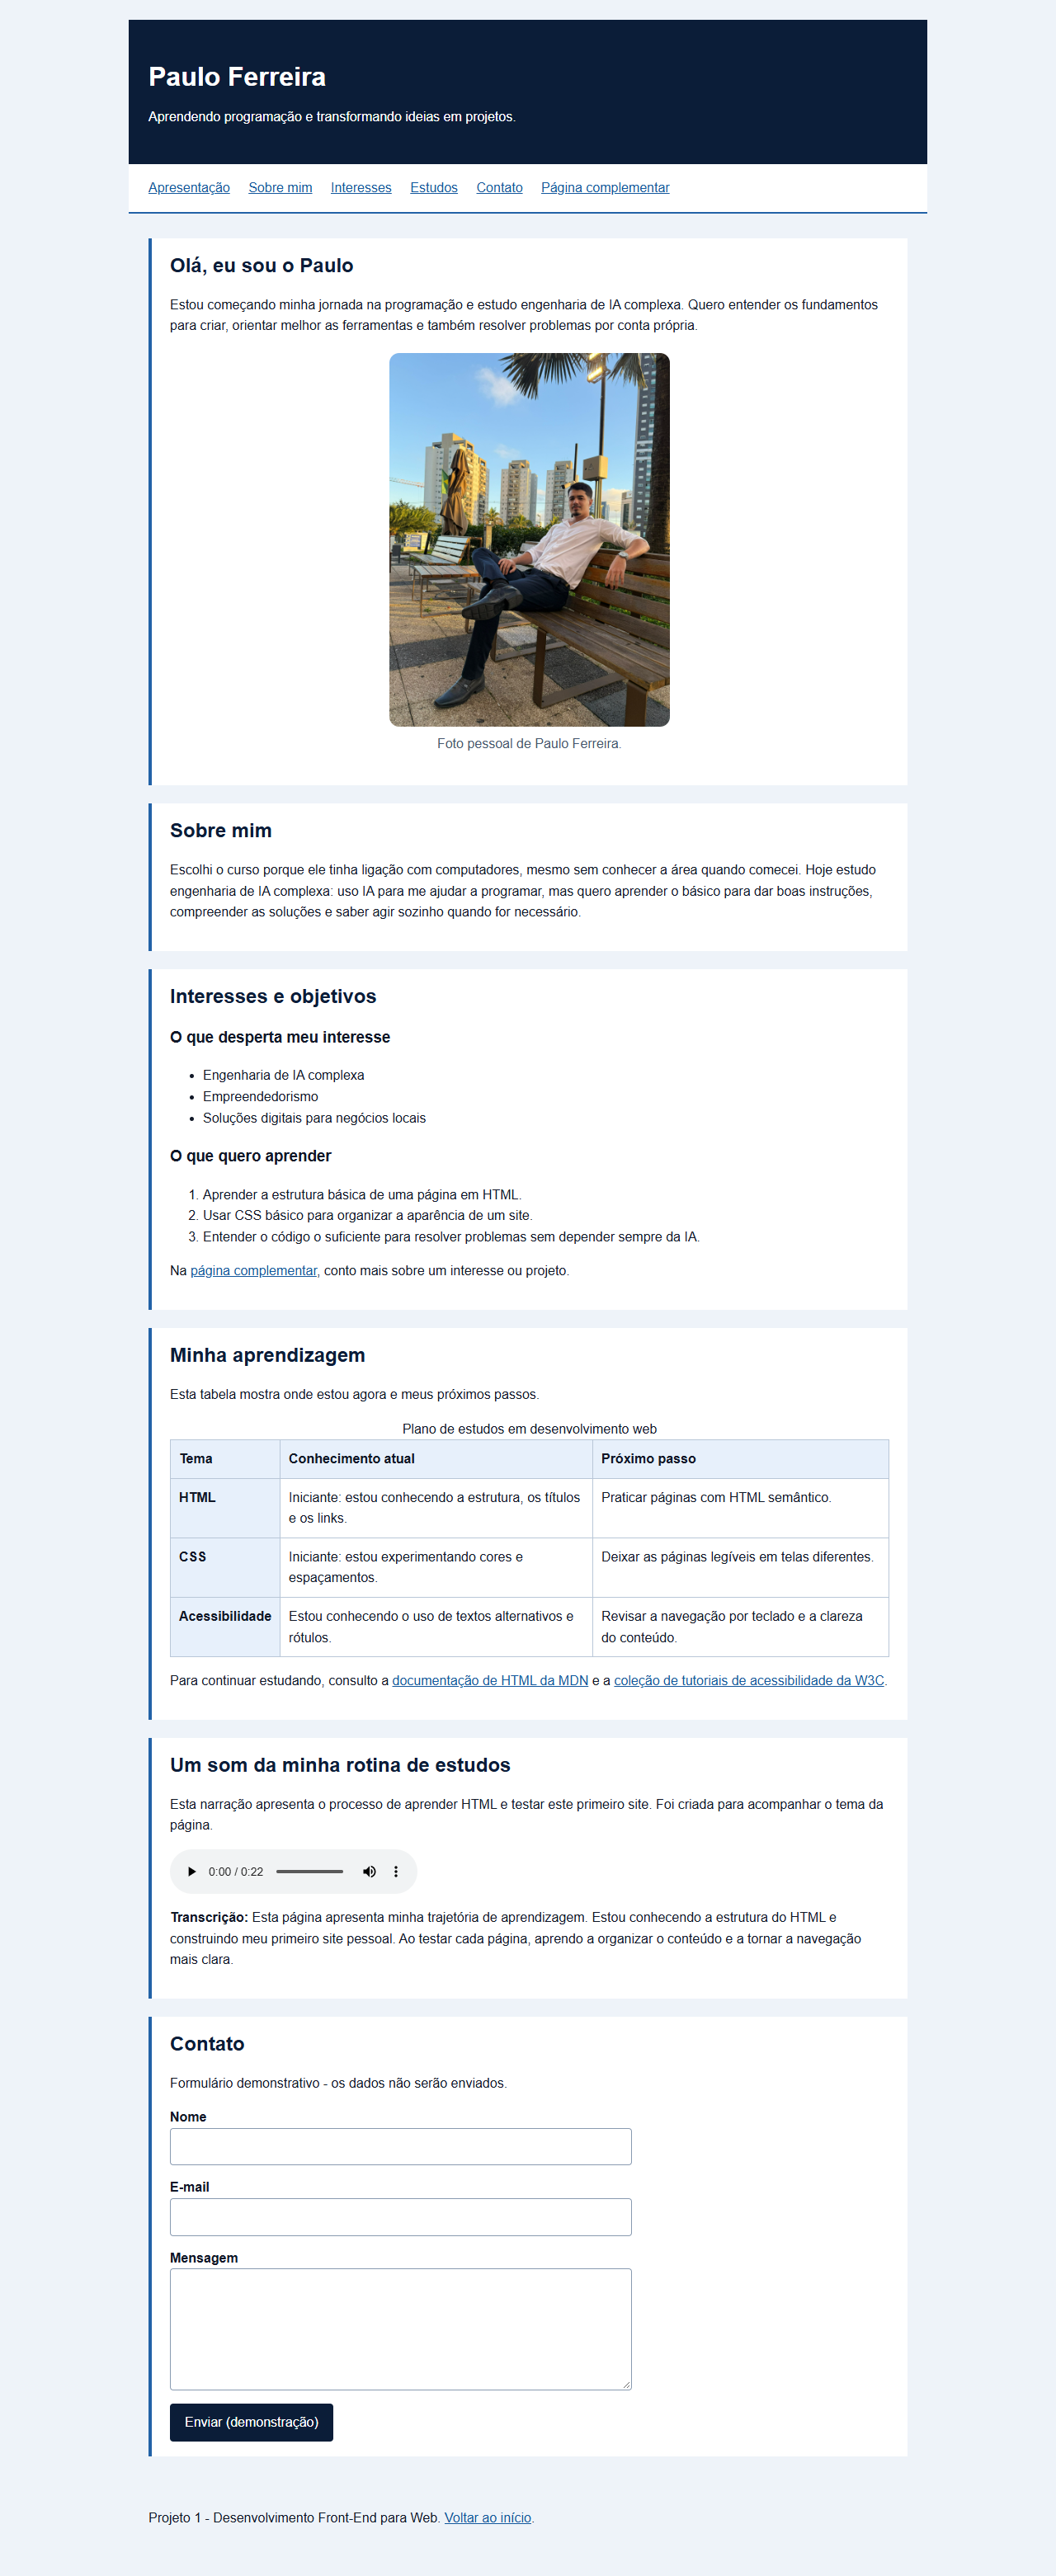 Paulo Ferreira
Aprendendo programação e transformando ideias em projetos.
Apresentação Sobre mim Interesses Estudos Contato Página complementar
Olá, eu sou o Paulo
Estou começando minha jornada na programação e estudo engenharia de IA complexa. Quero entender os fundamentos
para criar, orientar melhor as ferramentas e também resolver problemas por conta própria.
Foto pessoal de Paulo Ferreira.
Sobre mim
Escolhi o curso porque ele tinha ligação com computadores, mesmo sem conhecer a área quando comecei. Hoje estudo
engenharia de IA complexa: uso IA para me ajudar a programar, mas quero aprender o básico para dar boas instruções,
compreender as soluções e saber agir sozinho quando for necessário.
Interesses e objetivos
O que desperta meu interesse
• Engenharia de IA complexa
• Empreendedorismo
• Soluções digitais para negócios locais
O que quero aprender
1. Aprender a estrutura básica de uma página em HTML.
2. Usar CSS básico para organizar a aparência de um site.
3. Entender o código o suficiente para resolver problemas sem depender sempre da IA.
Na página complementar, conto mais sobre um interesse ou projeto.
Minha aprendizagem
Esta tabela mostra onde estou agora e meus próximos passos.
Plano de estudos em desenvolvimento web
Tema Conhecimento atual Próximo passo
HTML Iniciante: estou conhecendo a estrutura, os títulos e os links. Praticar páginas com HTML semântico.
CSS Iniciante: estou experimentando cores e espaçamentos. Deixar as páginas legíveis em telas diferentes.
Acessibilidade Estou conhecendo o uso de textos alternativos e rótulos. Revisar a navegação por teclado e a clareza do conteúdo.
Para continuar estudando, consulto a documentação de HTML da MDN e a coleção de tutoriais de acessibilidade da W3C.
Um som da minha rotina de estudos
Esta narração apresenta o processo de aprender HTML e testar este primeiro site. Foi criada para acompanhar o tema da
página.
0:00 / 0:22
Transcrição: Esta página apresenta minha trajetória de aprendizagem. Estou conhecendo a estrutura do HTML e
construindo meu primeiro site pessoal. Ao testar cada página, aprendo a organizar o conteúdo e a tornar a navegação
mais clara.
Contato
Formulário demonstrativo - os dados não serão enviados.
Nome
E-mail
Mensagem
Enviar (demonstração)
Projeto 1 - Desenvolvimento Front-End para Web. Voltar ao início.